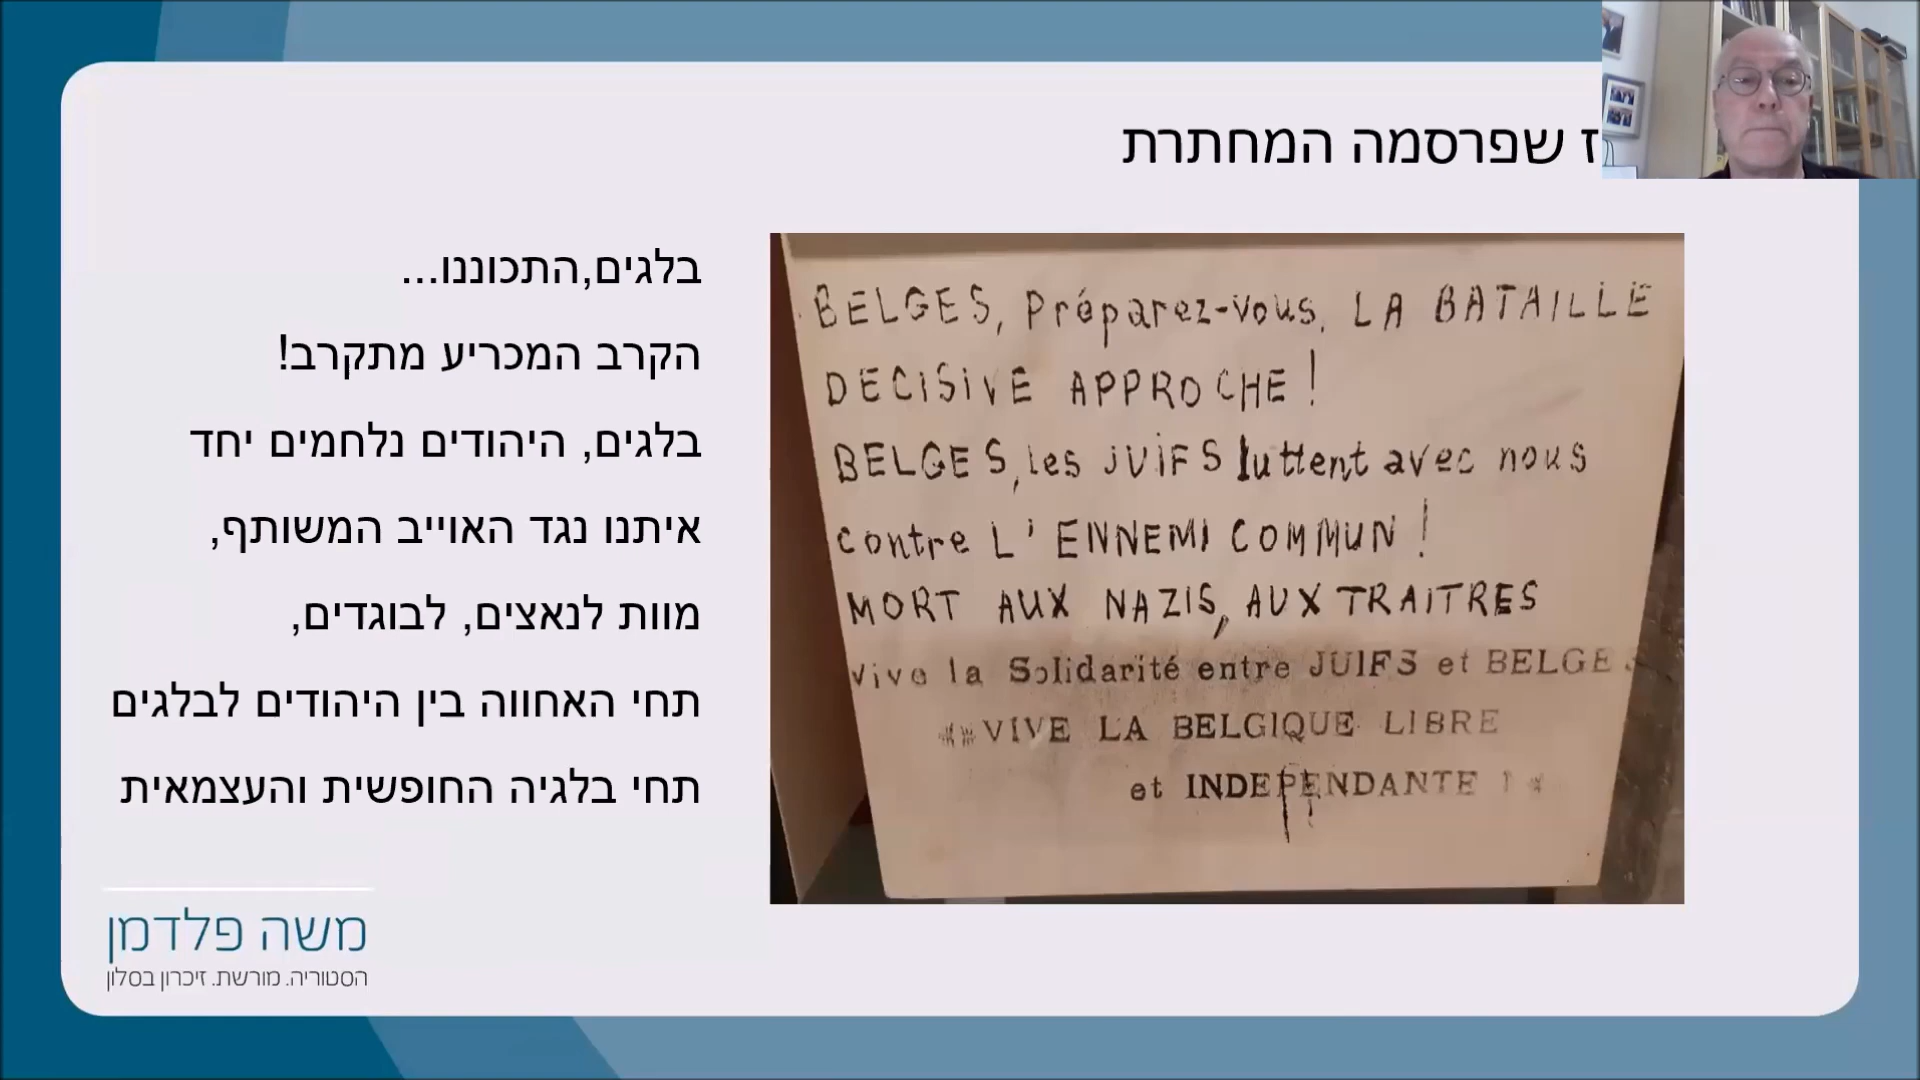 ז שפרסמה המחתרת
בלגים,התכוננו...
הקרב המכריע מתקרב!
בלגים, היהודים נלחמים יחד
איתנו נגד האוייב המשותף,
מוות לנאצים, לבוגדים,
תחי האחווה בין היהודים לבלגים
תחי בלגיה החופשית והעצמאית
BELGES, Préparez-vous, LA BATAILLE
DECISIVE APPROCHE !
BELGES, les JUIFS luttent avec nous
contre L' ENNEMI COMMUN !
MORT AUX NAZIS, AUX TRAITRES
Vive la Solidarité entre JUIFS et BELGES
VIVE LA BELGIQUE LIBRE
et INDEPENDANTE !
משה פלדמן
הסטוריה. מורשת. זיכרון בסלון